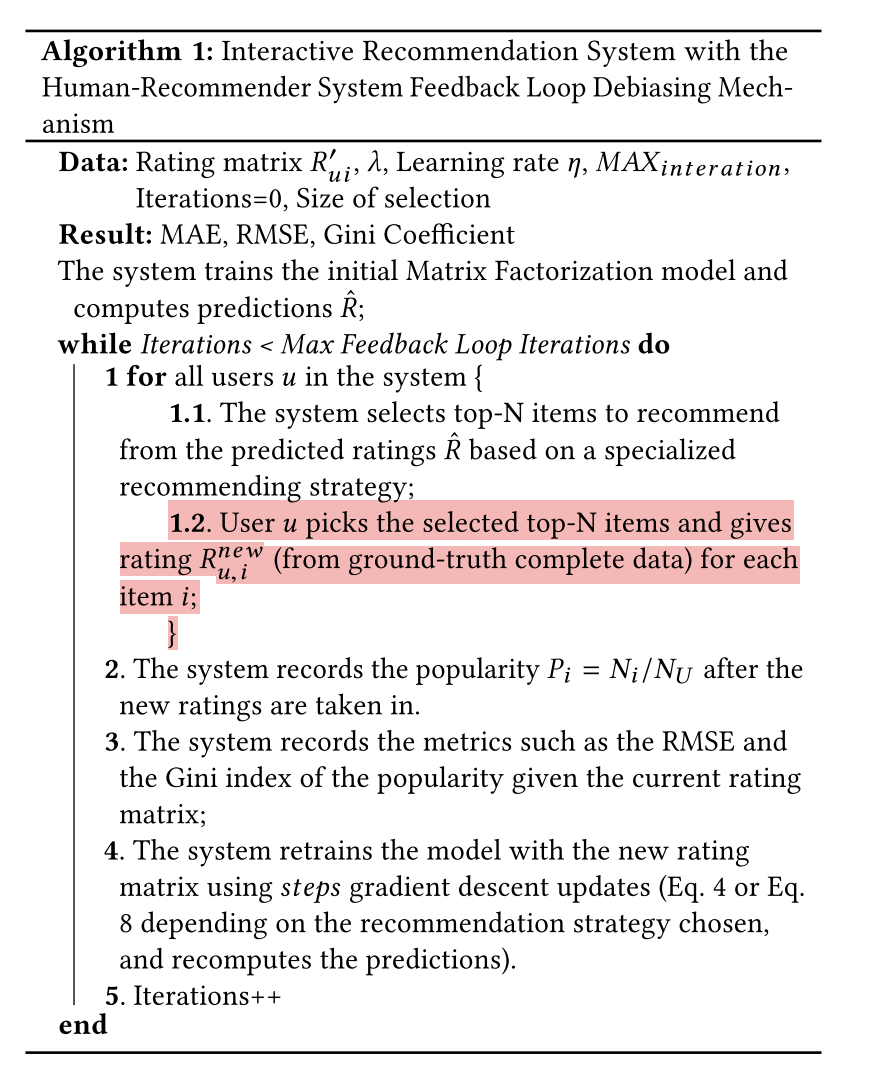 Algorithm 1: Interactive Recommendation System with the
Human-Recommender System Feedback Loop Debiasing Mech-
anism
Data: Rating matrix R′_{ui}, λ, Learning rate η, MAX_{interation},
Iterations=0, Size of selection
Result: MAE, RMSE, Gini Coefficient
The system trains the initial Matrix Factorization model and
computes predictions R̂;
while Iterations < Max Feedback Loop Iterations do
1 for all users u in the system {
1.1. The system selects top-N items to recommend
from the predicted ratings R̂ based on a specialized
recommending strategy;
1.2. User u picks the selected top-N items and gives
rating R^{new}_{u,i} (from ground-truth complete data) for each
item i;
}
2. The system records the popularity P_i = N_i/N_U after the
new ratings are taken in.
3. The system records the metrics such as the RMSE and
the Gini index of the popularity given the current rating
matrix;
4. The system retrains the model with the new rating
matrix using steps gradient descent updates (Eq. 4 or Eq.
8 depending on the recommendation strategy chosen,
and recomputes the predictions).
5. Iterations++
end